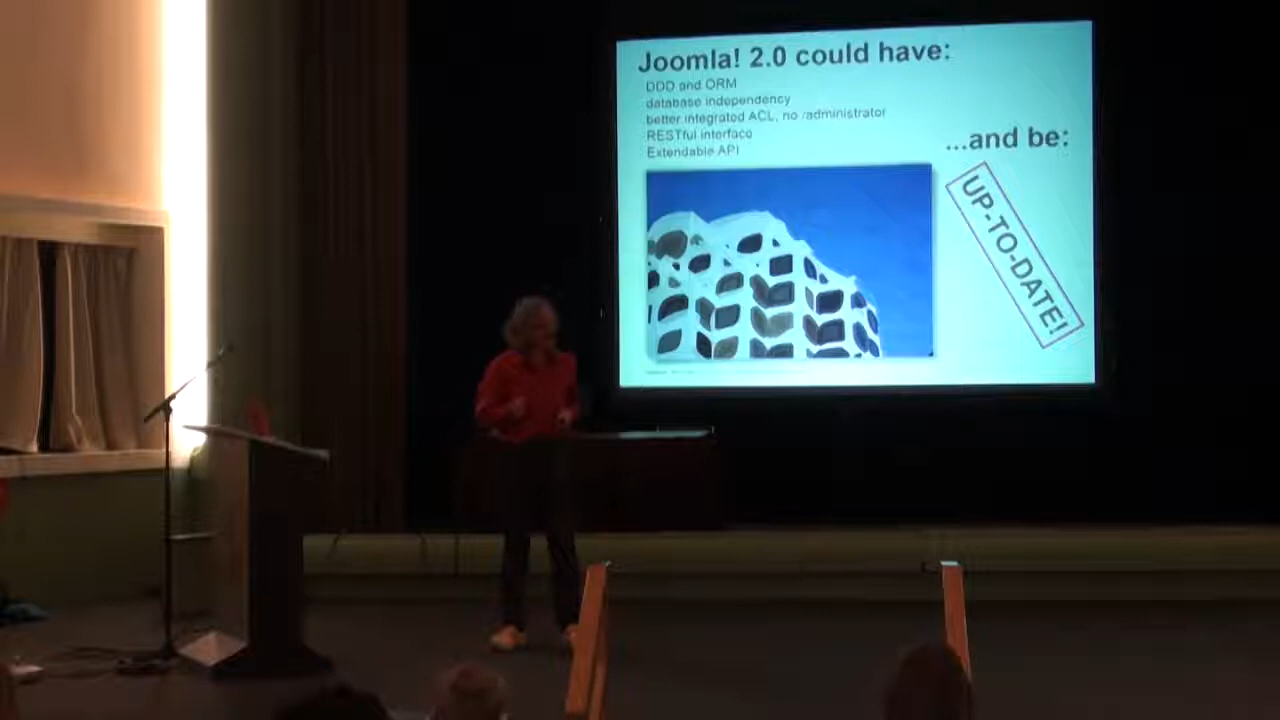 Joomla! 2.0 could have:
DDD and ORM
database independency
better integrated ACL, no /administrator
RESTful interface
Extendable API
...and be:
UP-TO-DATE!